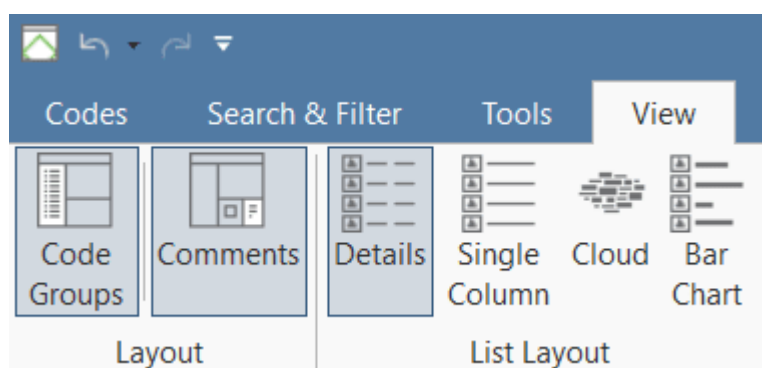 Codes Search & Filter Tools View
Code Groups Comments Details Single Column Cloud Bar Chart
Layout List Layout